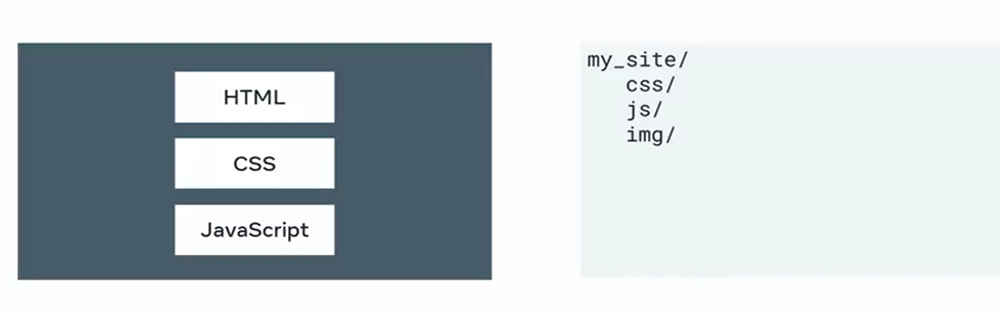 HTML
CSS
JavaScript
my_site/
css/
js/
img/